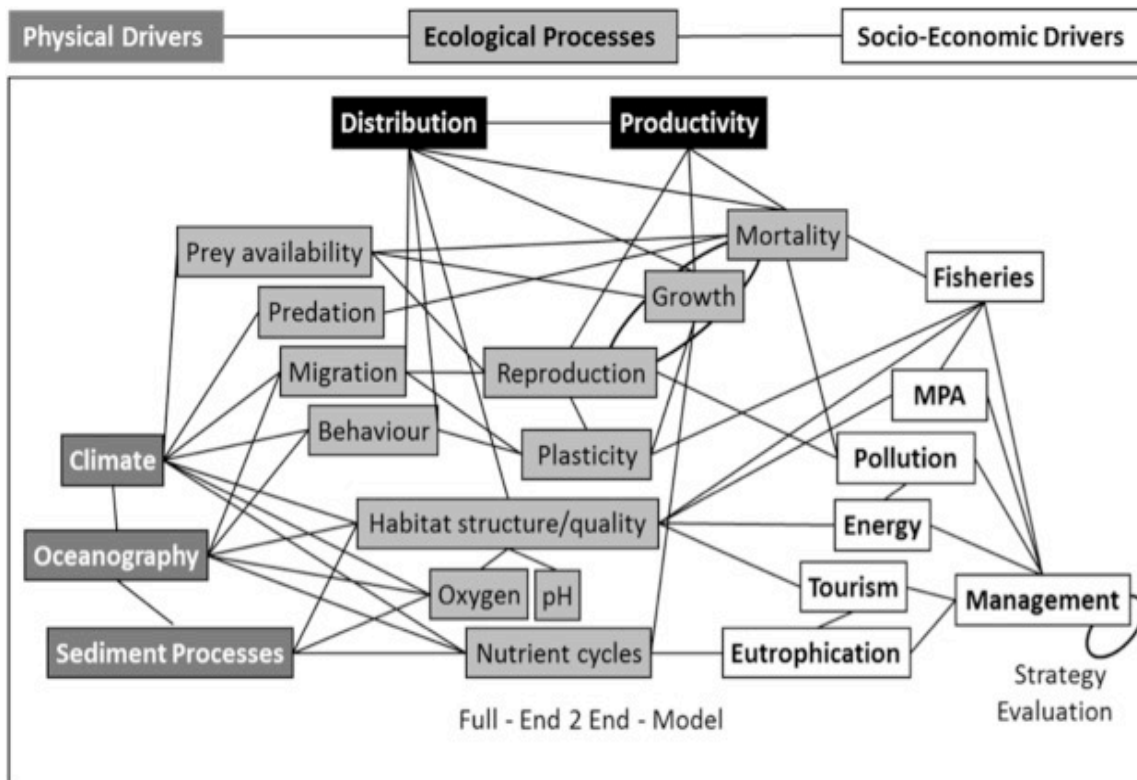 Physical Drivers
Ecological Processes
Socio-Economic Drivers
Distribution
Productivity
Prey availability
Mortality
Fisheries
Predation
Growth
Migration
Reproduction
MPA
Behaviour
Plasticity
Pollution
Climate
Habitat structure/quality
Energy
Oceanography
Oxygen
pH
Tourism
Management
Sediment Processes
Nutrient cycles
Eutrophication
Strategy
Evaluation
Full - End 2 End - Model